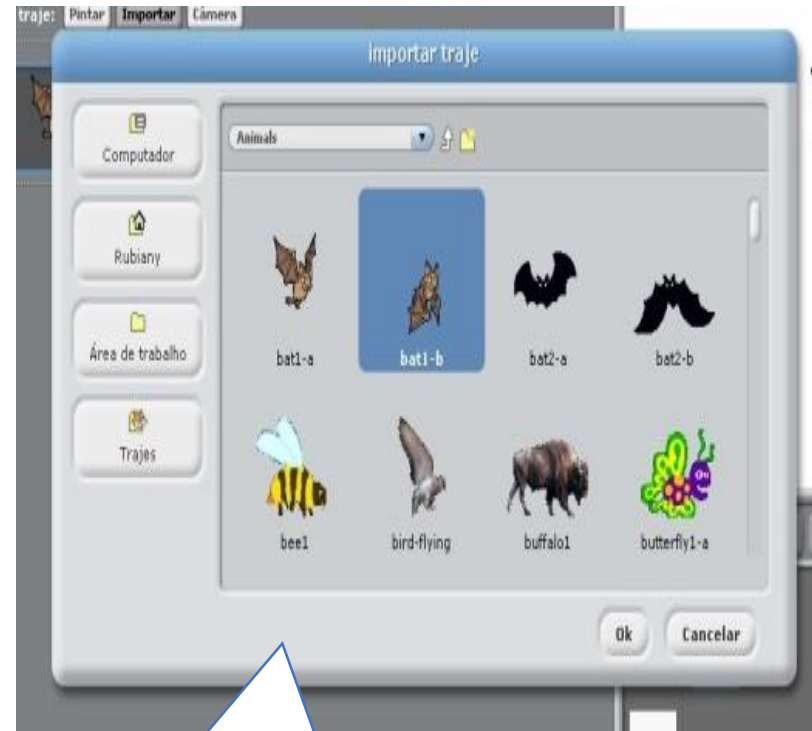 traje: Pintar Importar Câmera
importar traje
Computador
Rubiany
Área de trabalho
Trajes
Animals
bat1-a bat1-b bat2-a bat2-b
bee1 bird-flying buffalo1 butterfly1-a
Ok Cancelar